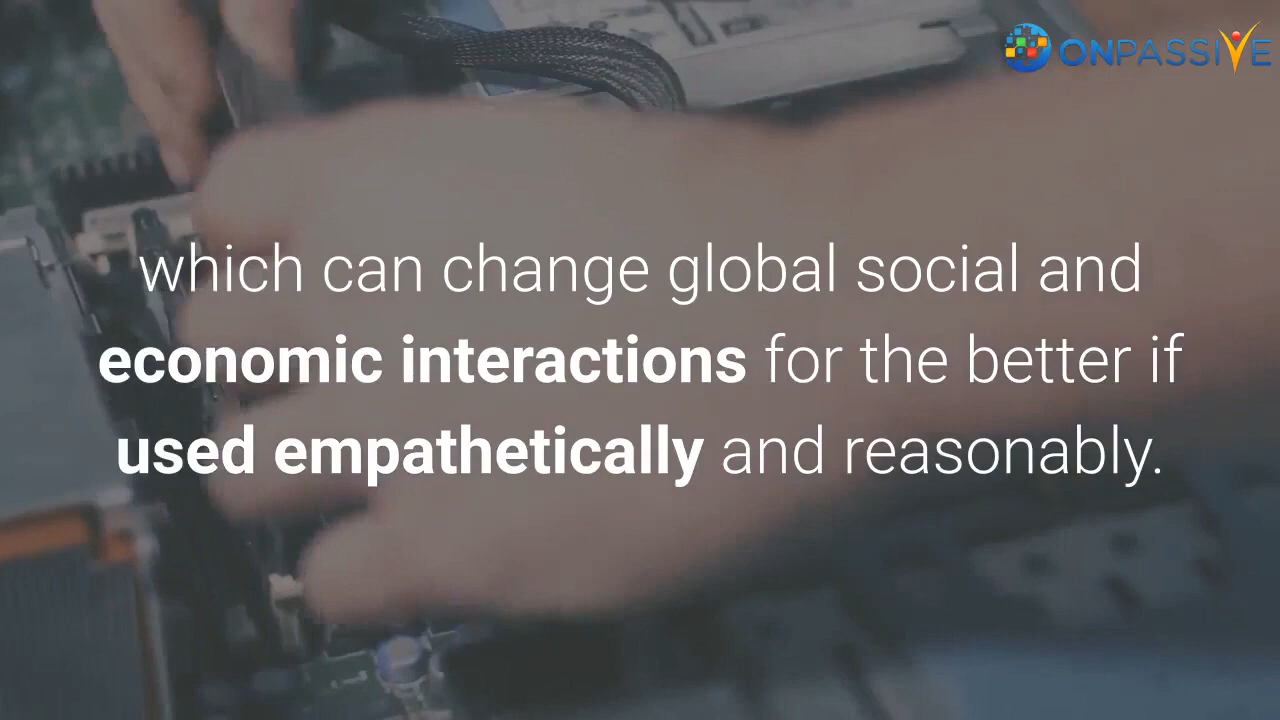 ONPASSIVE
which can change global social and
economic interactions for the better if
used empathetically and reasonably.